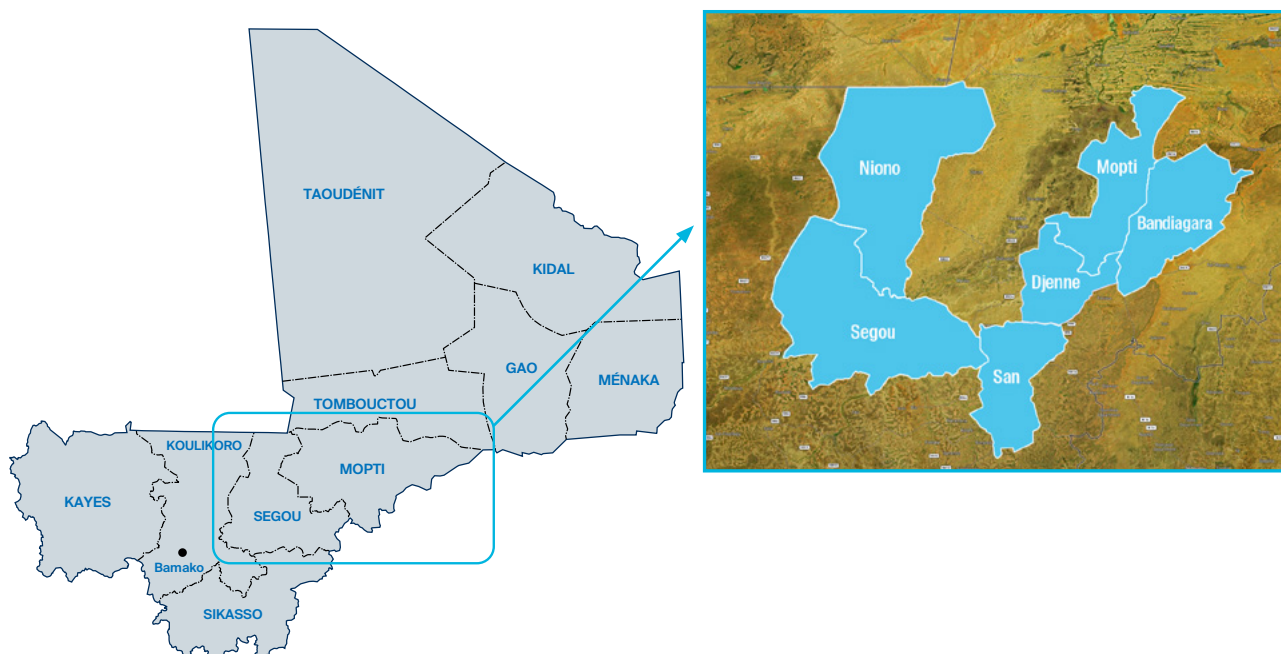 TAOUDÉNIT
KIDAL
GAO
MÉNAKA
TOMBOUCTOU
KOULIKORO
MOPTI
KAYES
SEGOU
Bamako
SIKASSO
Niono
Mopti
Bandiagara
Djenne
Segou
San